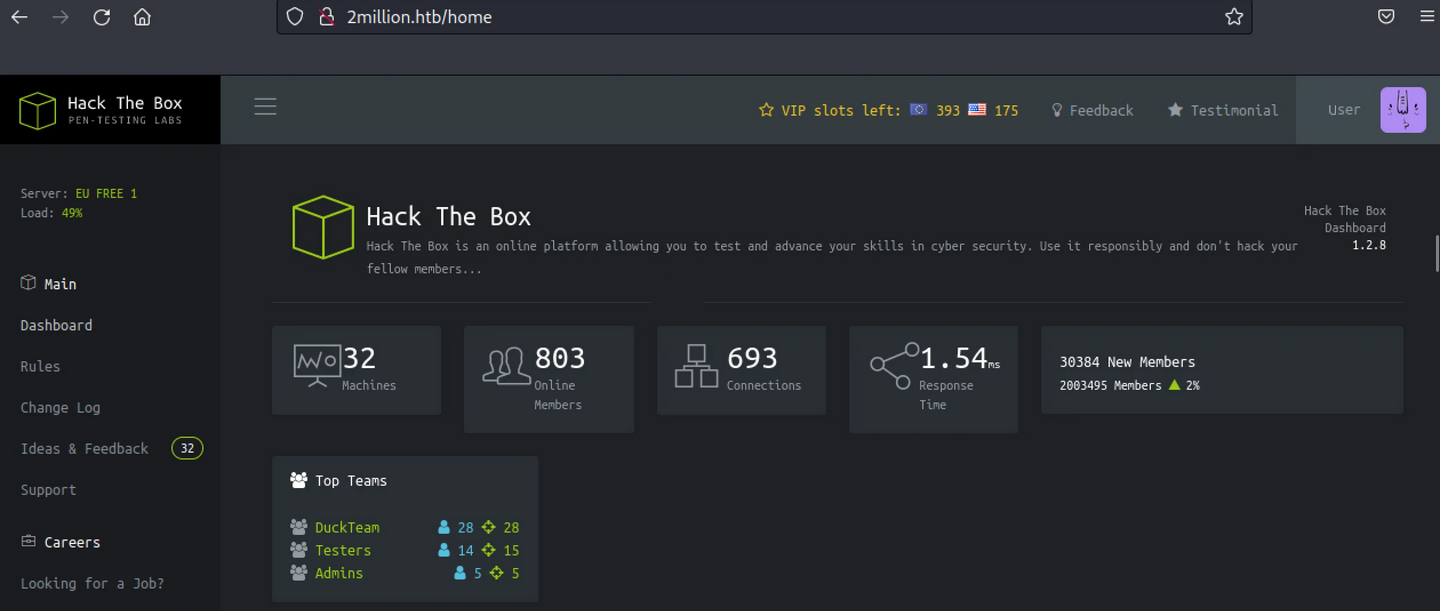 2million.htb/home
Hack The Box
PEN-TESTING LABS
VIP slots left: 393 175
Feedback
Testimonial
User
Server: EU FREE 1
Load: 49%
Main
Dashboard
Rules
Change Log
Ideas & Feedback 32
Support
Careers
Looking for a Job?
Hack The Box
Hack The Box is an online platform allowing you to test and advance your skills in cyber security. Use it responsibly and don't hack your
fellow members...
Hack The Box
Dashboard
1.2.8
32
Machines
803
Online
Members
693
Connections
1.54ms
Response
Time
30384 New Members
2003495 Members 2%
Top Teams
DuckTeam 28 28
Testers 14 15
Admins 5 5